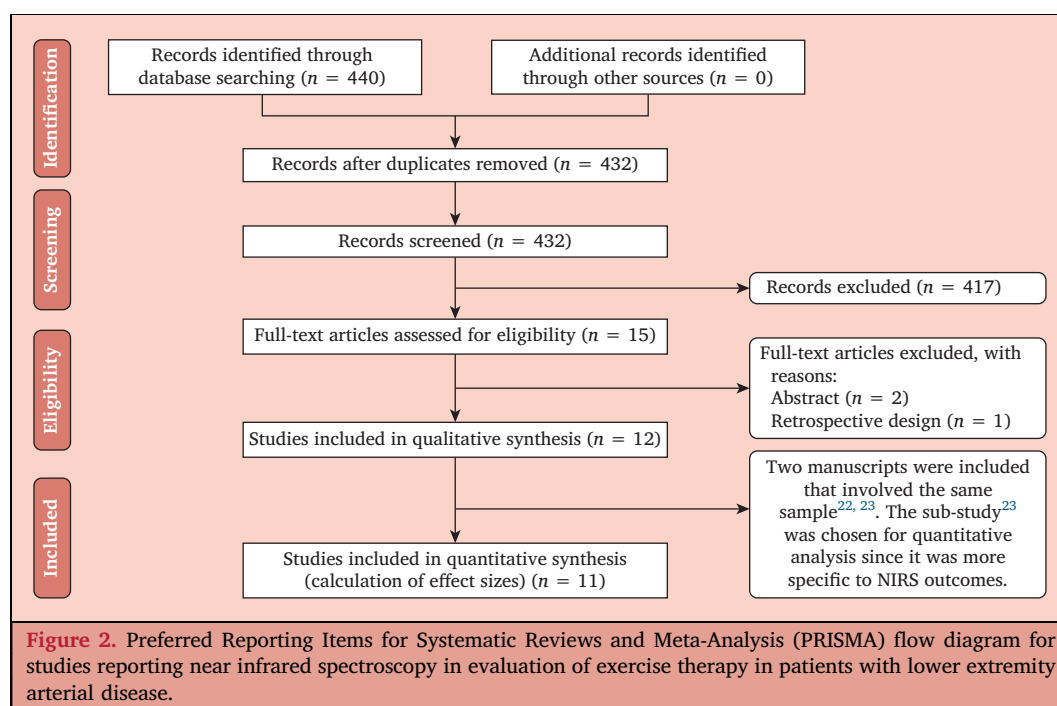 Identification
Records identified through
database searching (n = 440)
Additional records identified
through other sources (n = 0)
Records after duplicates removed (n = 432)
Screening
Records screened (n = 432)
Records excluded (n = 417)
Eligibility
Full-text articles assessed for eligibility (n = 15)
Full-text articles excluded, with
reasons:
Abstract (n = 2)
Retrospective design (n = 1)
Studies included in qualitative synthesis (n = 12)
Included
Two manuscripts were included
that involved the same
sample22, 23. The sub-study23
was chosen for quantitative
analysis since it was more
specific to NIRS outcomes.
Studies included in quantitative synthesis
(calculation of effect sizes) (n = 11)
Figure 2. Preferred Reporting Items for Systematic Reviews and Meta-Analysis (PRISMA) flow diagram for
studies reporting near infrared spectroscopy in evaluation of exercise therapy in patients with lower extremity
arterial disease.